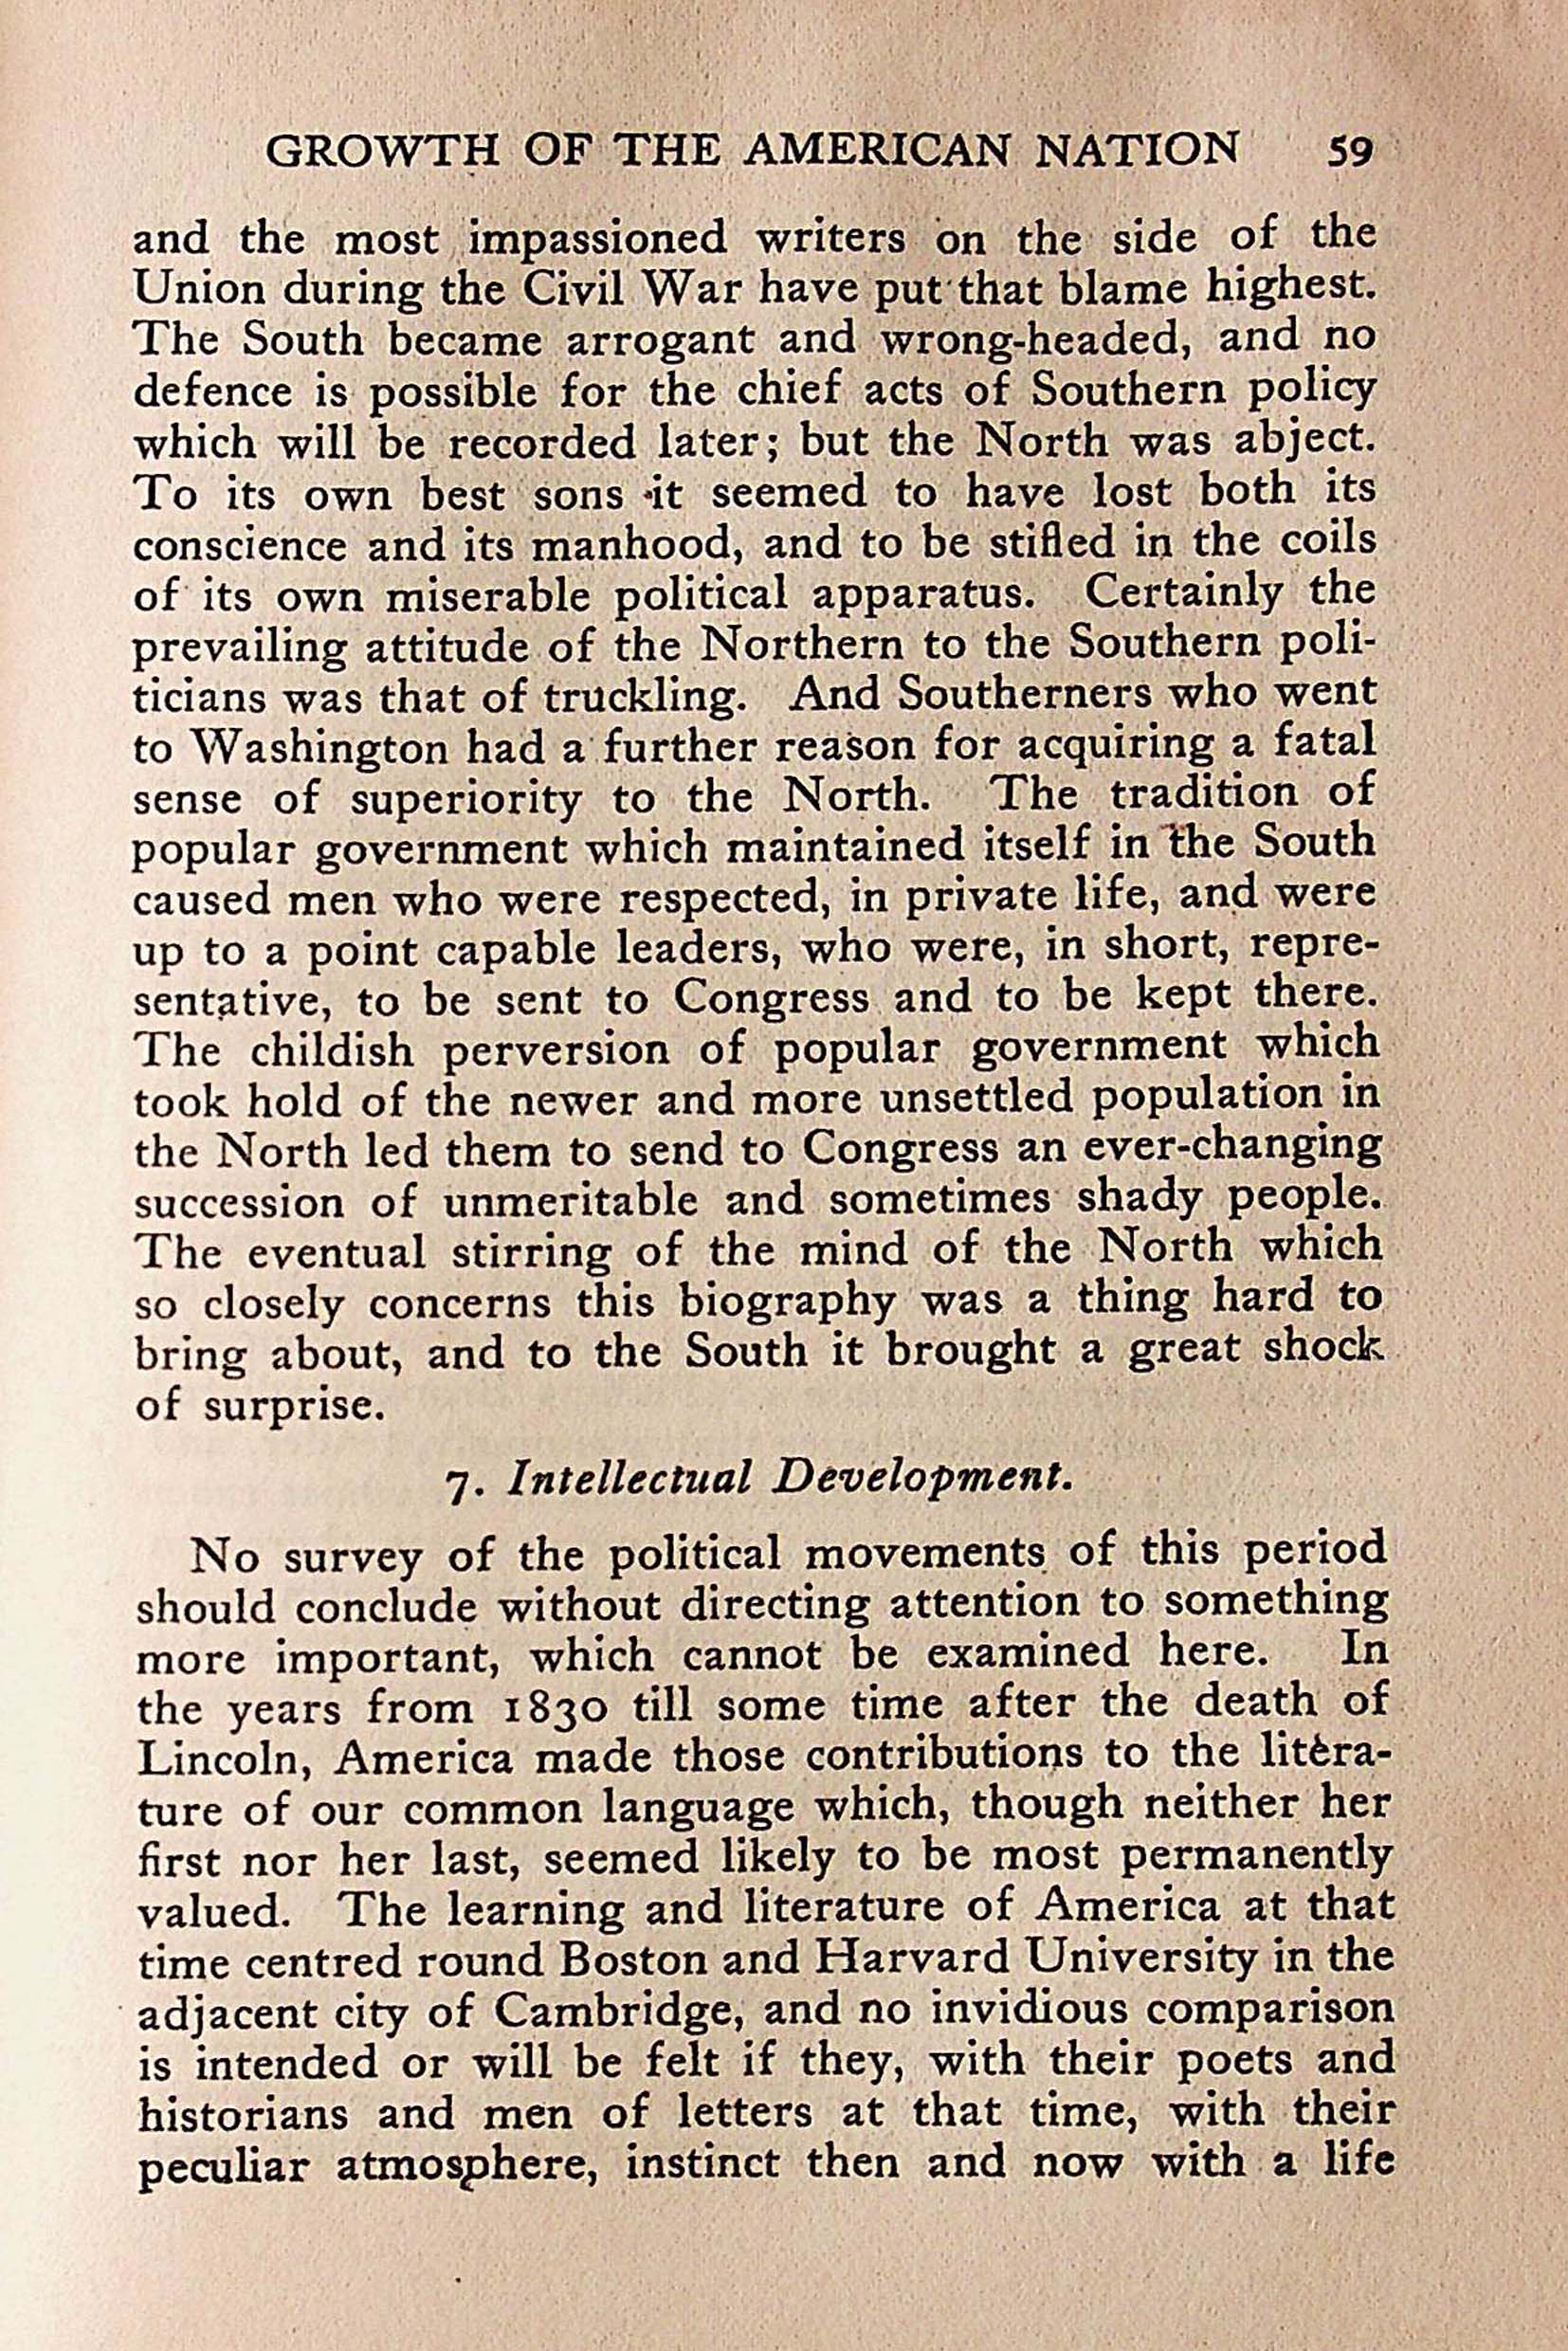 GROWTH OF THE AMERICAN NATION 59
and the most impassioned writers on the side of the
Union during the Civil War have put that blame highest.
The South became arrogant and wrong-headed, and no
defence is possible for the chief acts of Southern policy
which will be recorded later; but the North was abject.
To its own best sons it seemed to have lost both its
conscience and its manhood, and to be stifled in the coils
of its own miserable political apparatus. Certainly the
prevailing attitude of the Northern to the Southern poli-
ticians was that of truckling. And Southerners who went
to Washington had a further reason for acquiring a fatal
sense of superiority to the North. The tradition of
popular government which maintained itself in the South
caused men who were respected, in private life, and were
up to a point capable leaders, who were, in short, repre-
sentative, to be sent to Congress and to be kept there.
The childish perversion of popular government which
took hold of the newer and more unsettled population in
the North led them to send to Congress an ever-changing
succession of unmeritable and sometimes shady people.
The eventual stirring of the mind of the North which
so closely concerns this biography was a thing hard to
bring about, and to the South it brought a great shock
of surprise.
7. Intellectual Development.
No survey of the political movements of this period
should conclude without directing attention to something
more important, which cannot be examined here. In
the years from 1830 till some time after the death of
Lincoln, America made those contributions to the litera-
ture of our common language which, though neither her
first nor her last, seemed likely to be most permanently
valued. The learning and literature of America at that
time centred round Boston and Harvard University in the
adjacent city of Cambridge, and no invidious comparison
is intended or will be felt if they, with their poets and
historians and men of letters at that time, with their
peculiar atmosphere, instinct then and now with a life